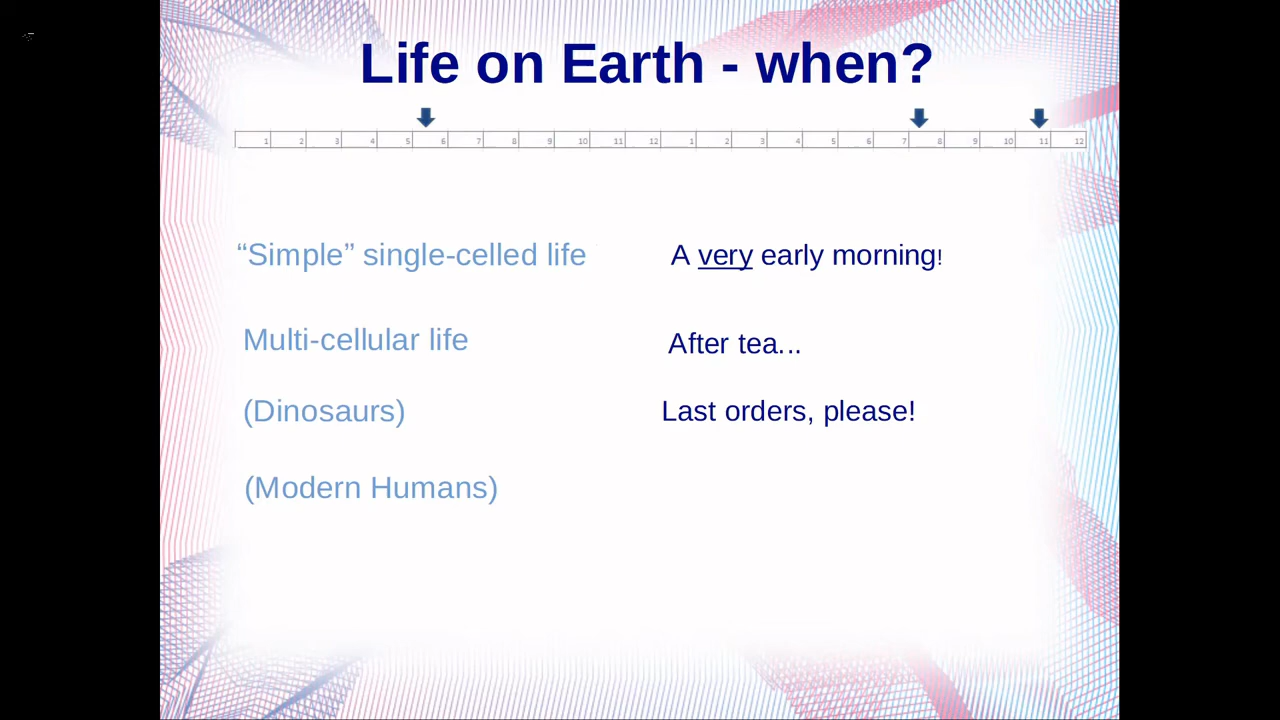 Life on Earth - when?
1 2 3 4 5 6 7 8 9 10 11 12 1 2 3 4 5 6 7 8 9 10 11 12
“Simple” single-celled life A very early morning!
Multi-cellular life After tea...
(Dinosaurs) Last orders, please!
(Modern Humans)